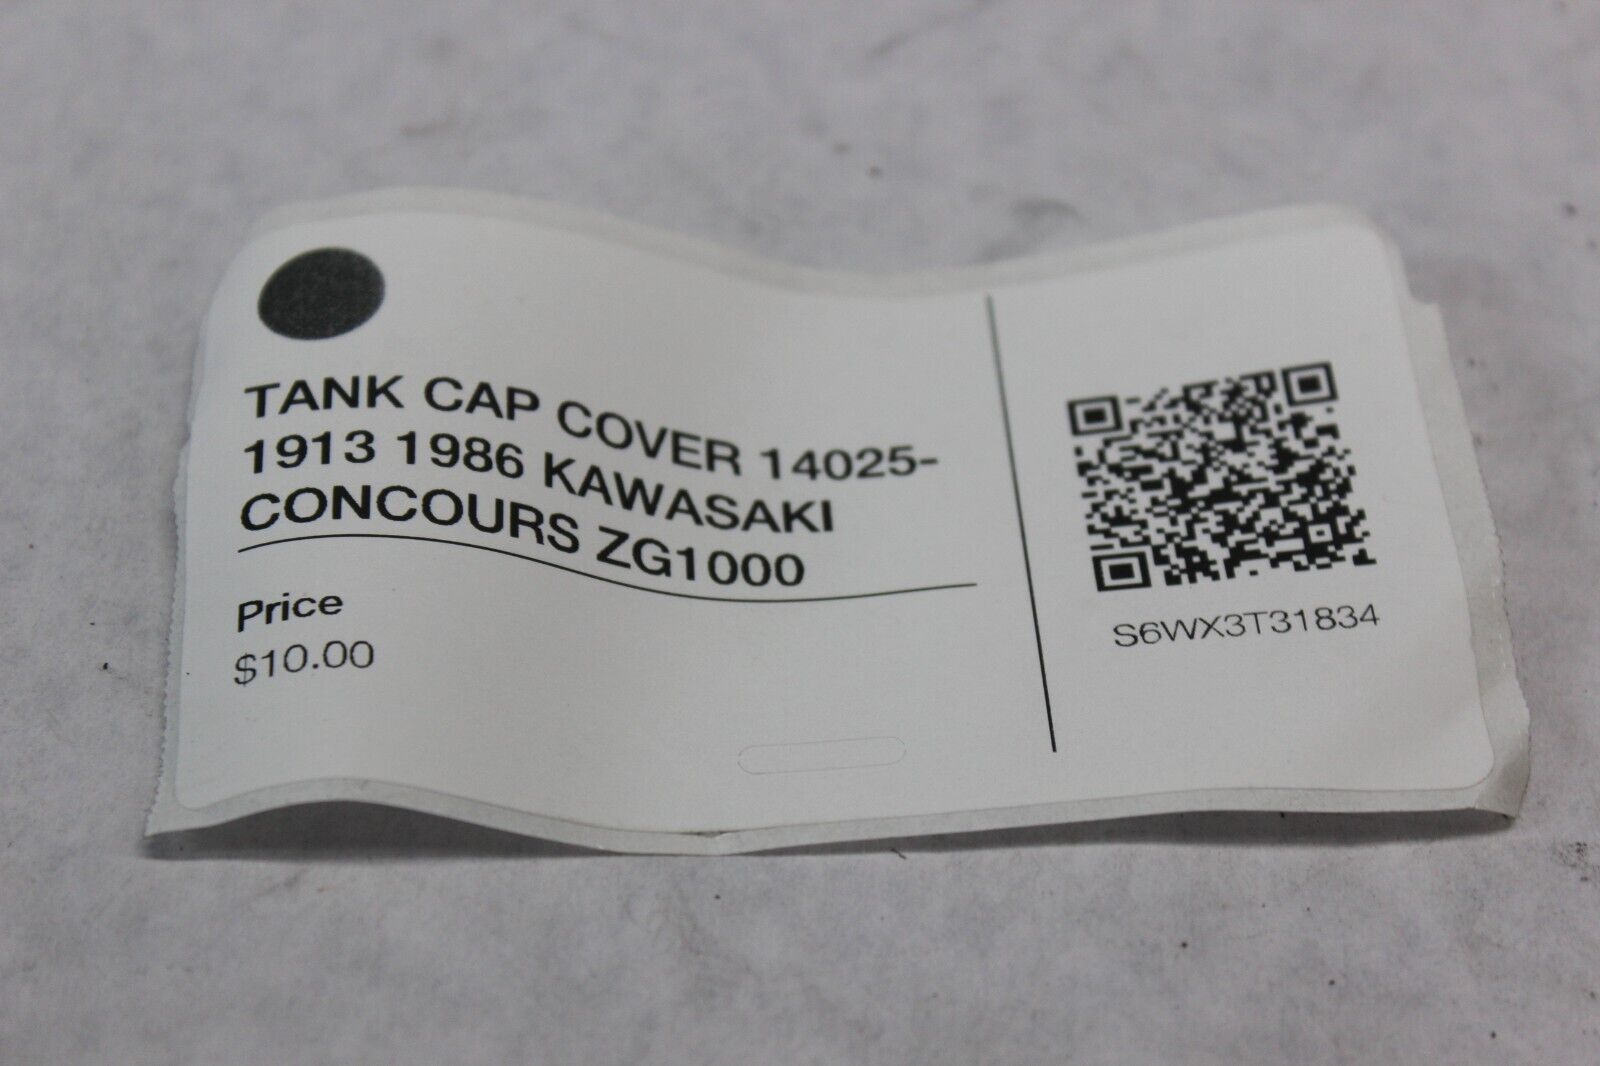 TANK CAP COVER 14025-
1913 1986 KAWASAKI
CONCOURS ZG1000
Price
$10.00
S6WX3T31834